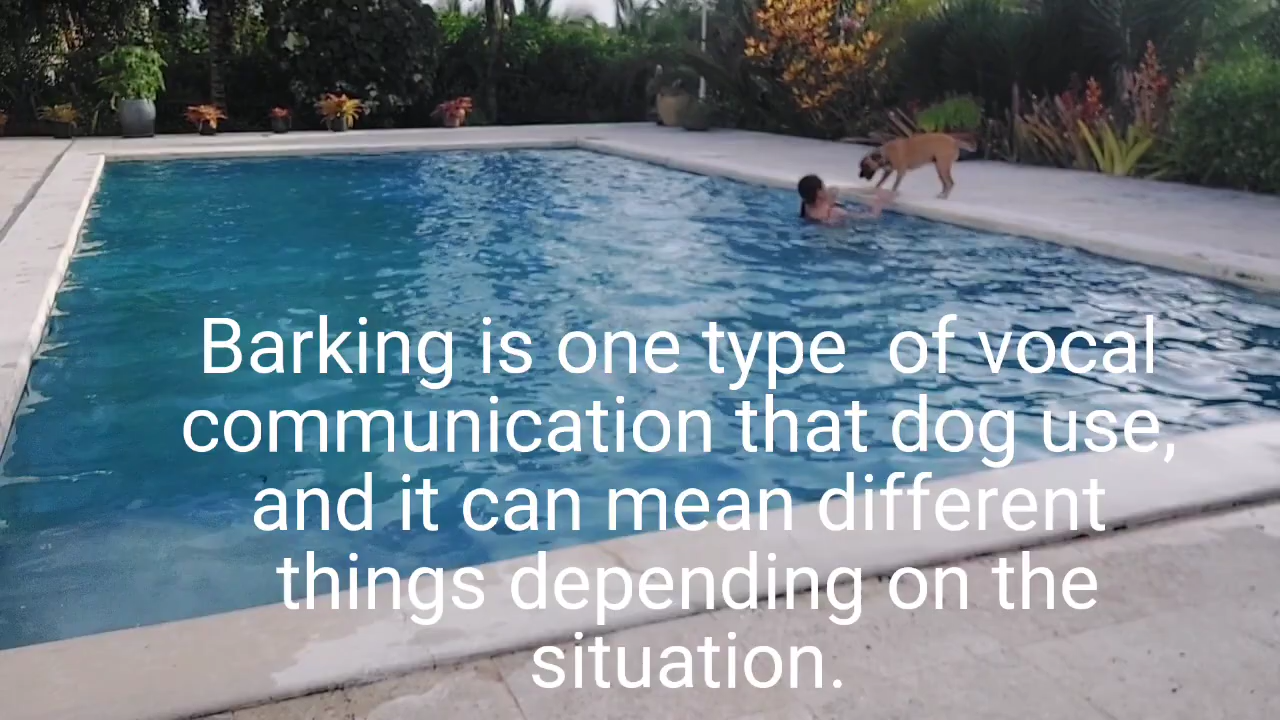 Barking is one type  of vocal
communication that dog use,
and it can mean different
things depending on the
situation.